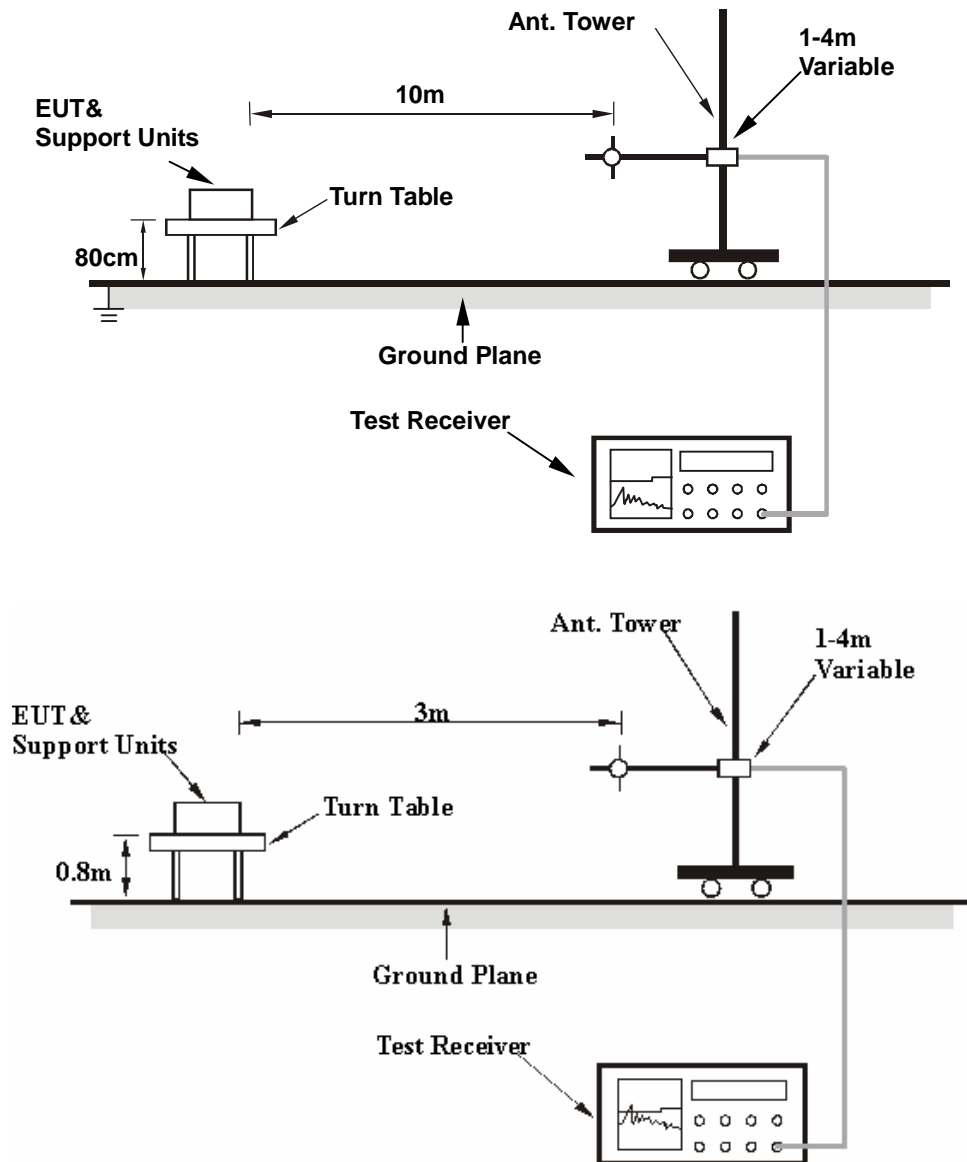 Ant. Tower
1-4m
Variable
10m
EUT&
Support Units
Turn Table
80cm
Ground Plane
Test Receiver
Ant. Tower
1-4m
Variable
3m
EUT&
Support Units
Turn Table
0.8m
Ground Plane
Test Receiver